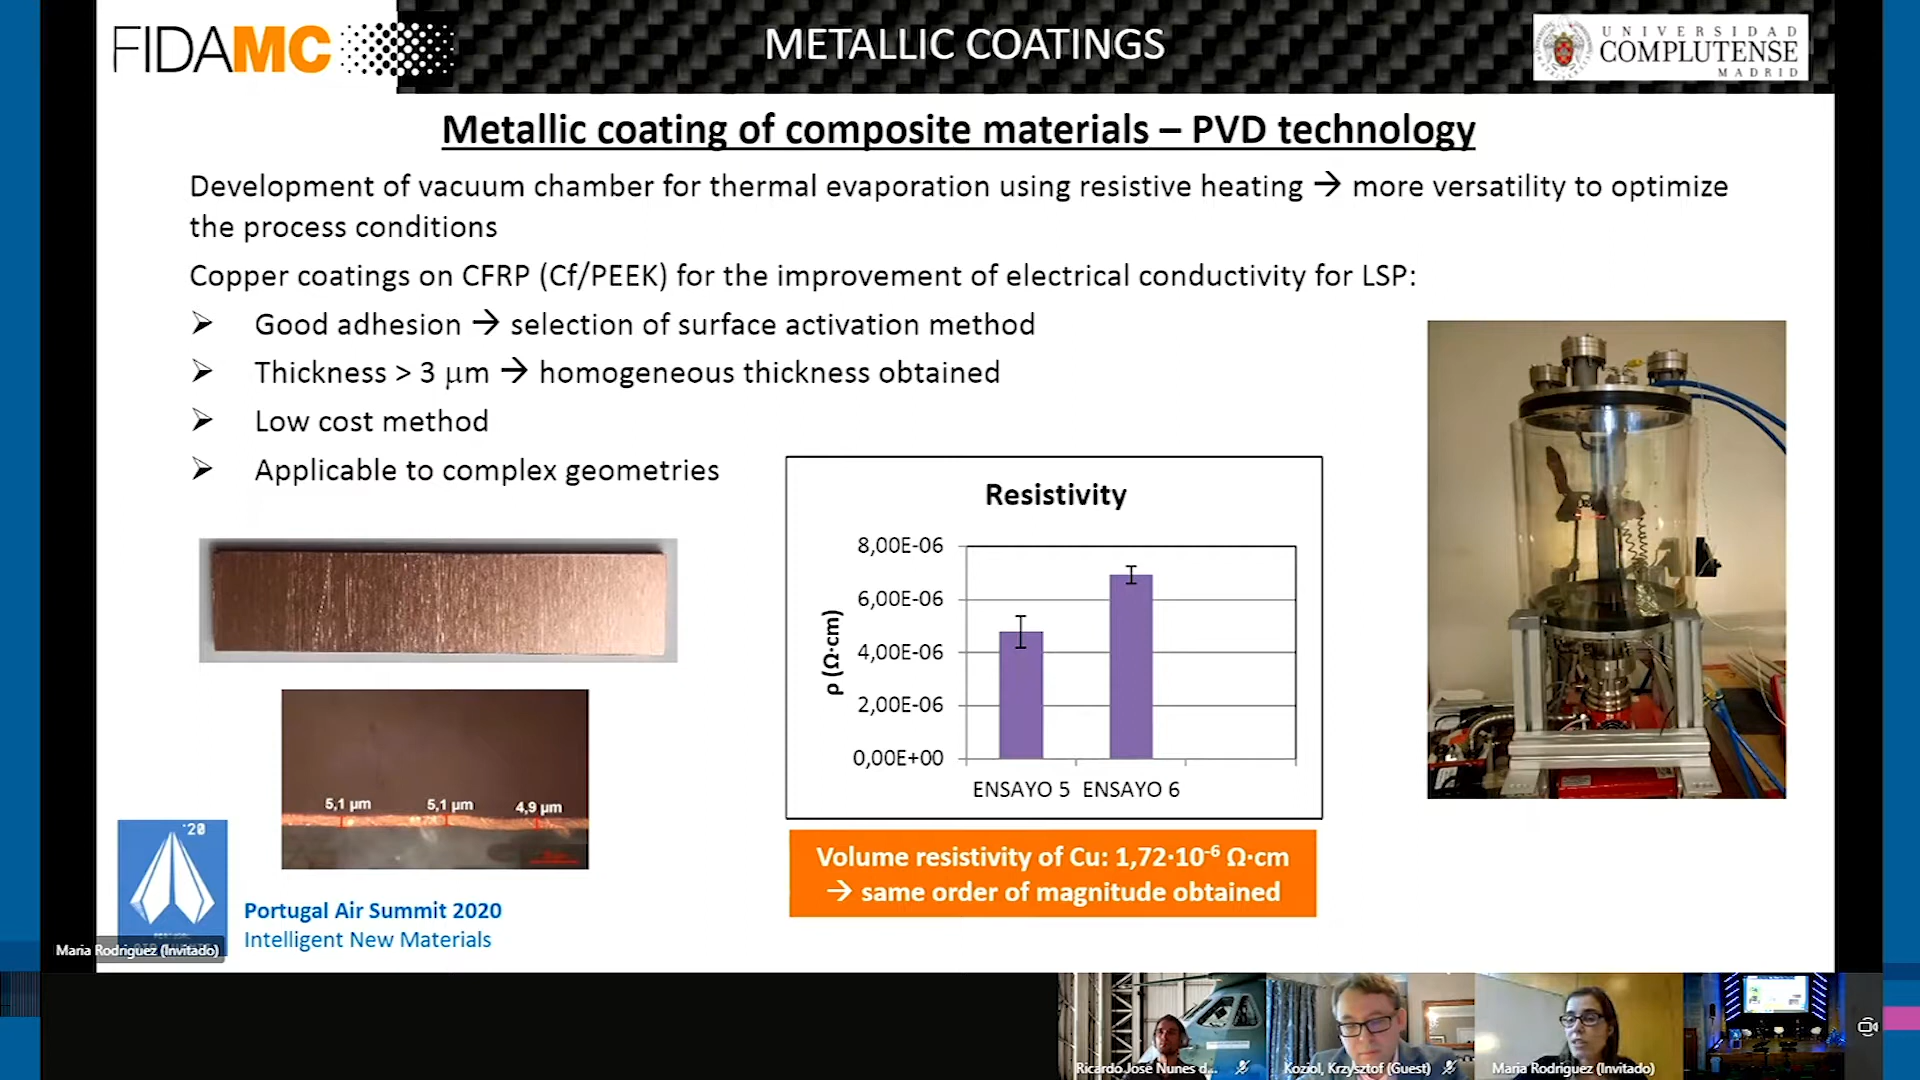 FIDAMC
METALLIC COATINGS
UNIVERSIDAD
COMPLUTENSE
MADRID
Metallic coating of composite materials – PVD technology
Development of vacuum chamber for thermal evaporation using resistive heating → more versatility to optimize
the process conditions
Copper coatings on CFRP (Cf/PEEK) for the improvement of electrical conductivity for LSP:
➢ Good adhesion → selection of surface activation method
➢ Thickness > 3 μm → homogeneous thickness obtained
➢ Low cost method
➢ Applicable to complex geometries
Resistivity
ρ (Ω·cm)
8,00E-06
6,00E-06
4,00E-06
2,00E-06
0,00E+00
ENSAYO 5 ENSAYO 6
5,1 µm 5,1 µm 4,9 µm
Volume resistivity of Cu: 1,72·10⁻⁶ Ω·cm
→ same order of magnitude obtained
'20
Portugal Air Summit 2020
Intelligent New Materials
Maria Rodriguez (Invitado)
Ricardo José Nunes d...
Koziol, Krzysztof (Guest)
Maria Rodriguez (Invitado)